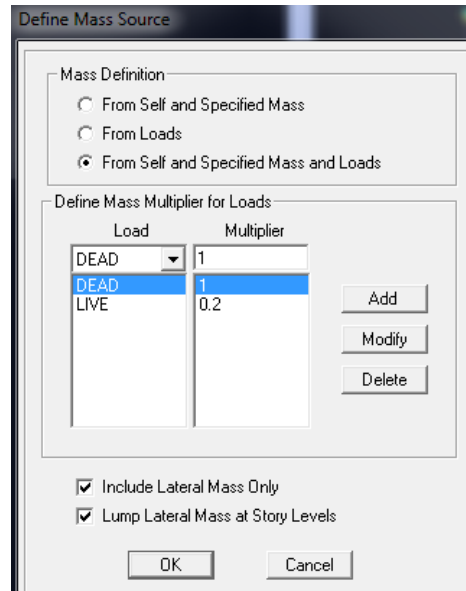 Define Mass Source
Mass Definition
From Self and Specified Mass
From Loads
From Self and Specified Mass and Loads
Define Mass Multiplier for Loads
Load Multiplier
DEAD 1
DEAD 1
LIVE 0.2
Add
Modify
Delete
Include Lateral Mass Only
Lump Lateral Mass at Story Levels
OK Cancel